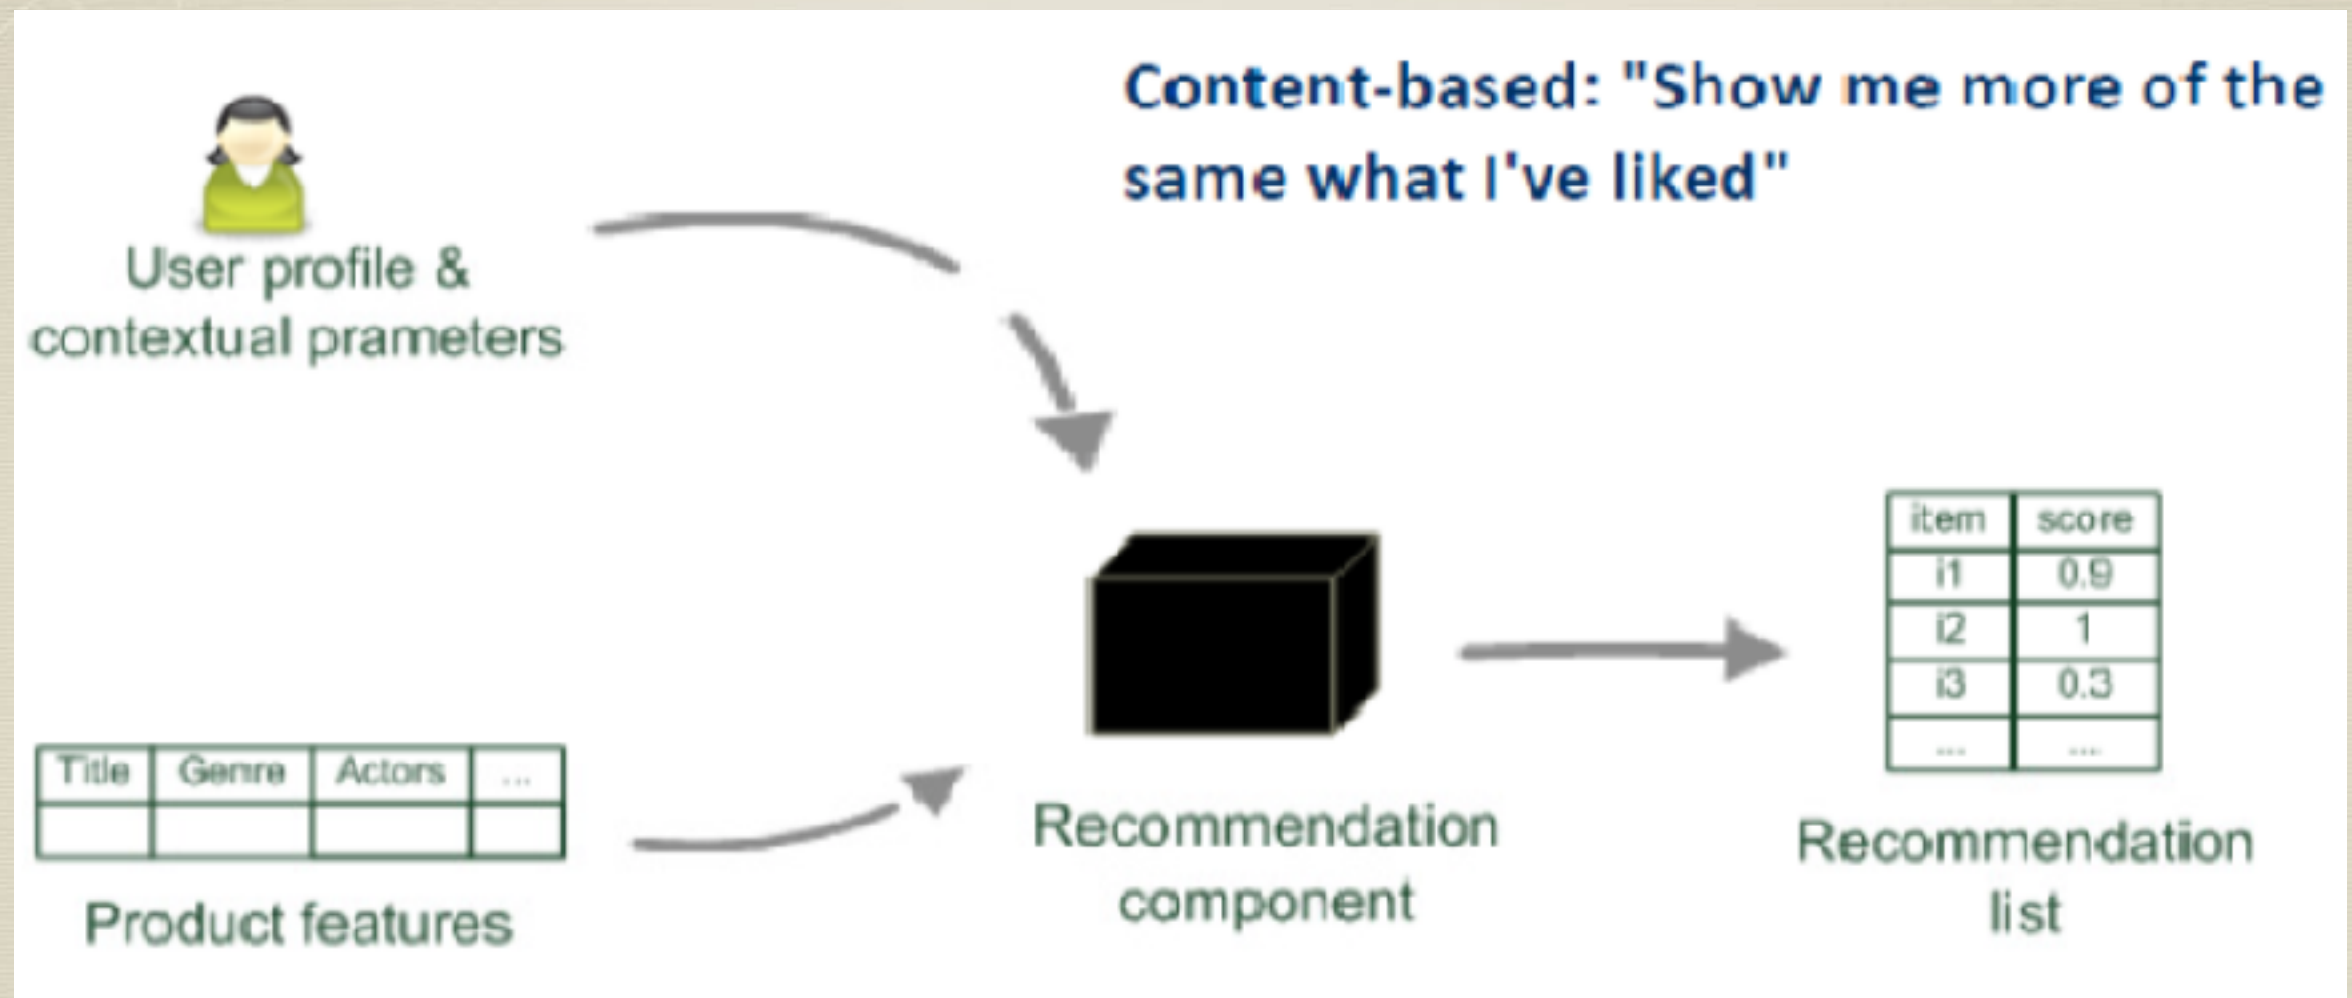 Content-based: "Show me more of the
same what I've liked"
User profile &
contextual prameters
item score
i1 0.9
i2 1
i3 0.3
... ...
Title Genre Actors ...
Product features
Recommendation
component
Recommendation
list